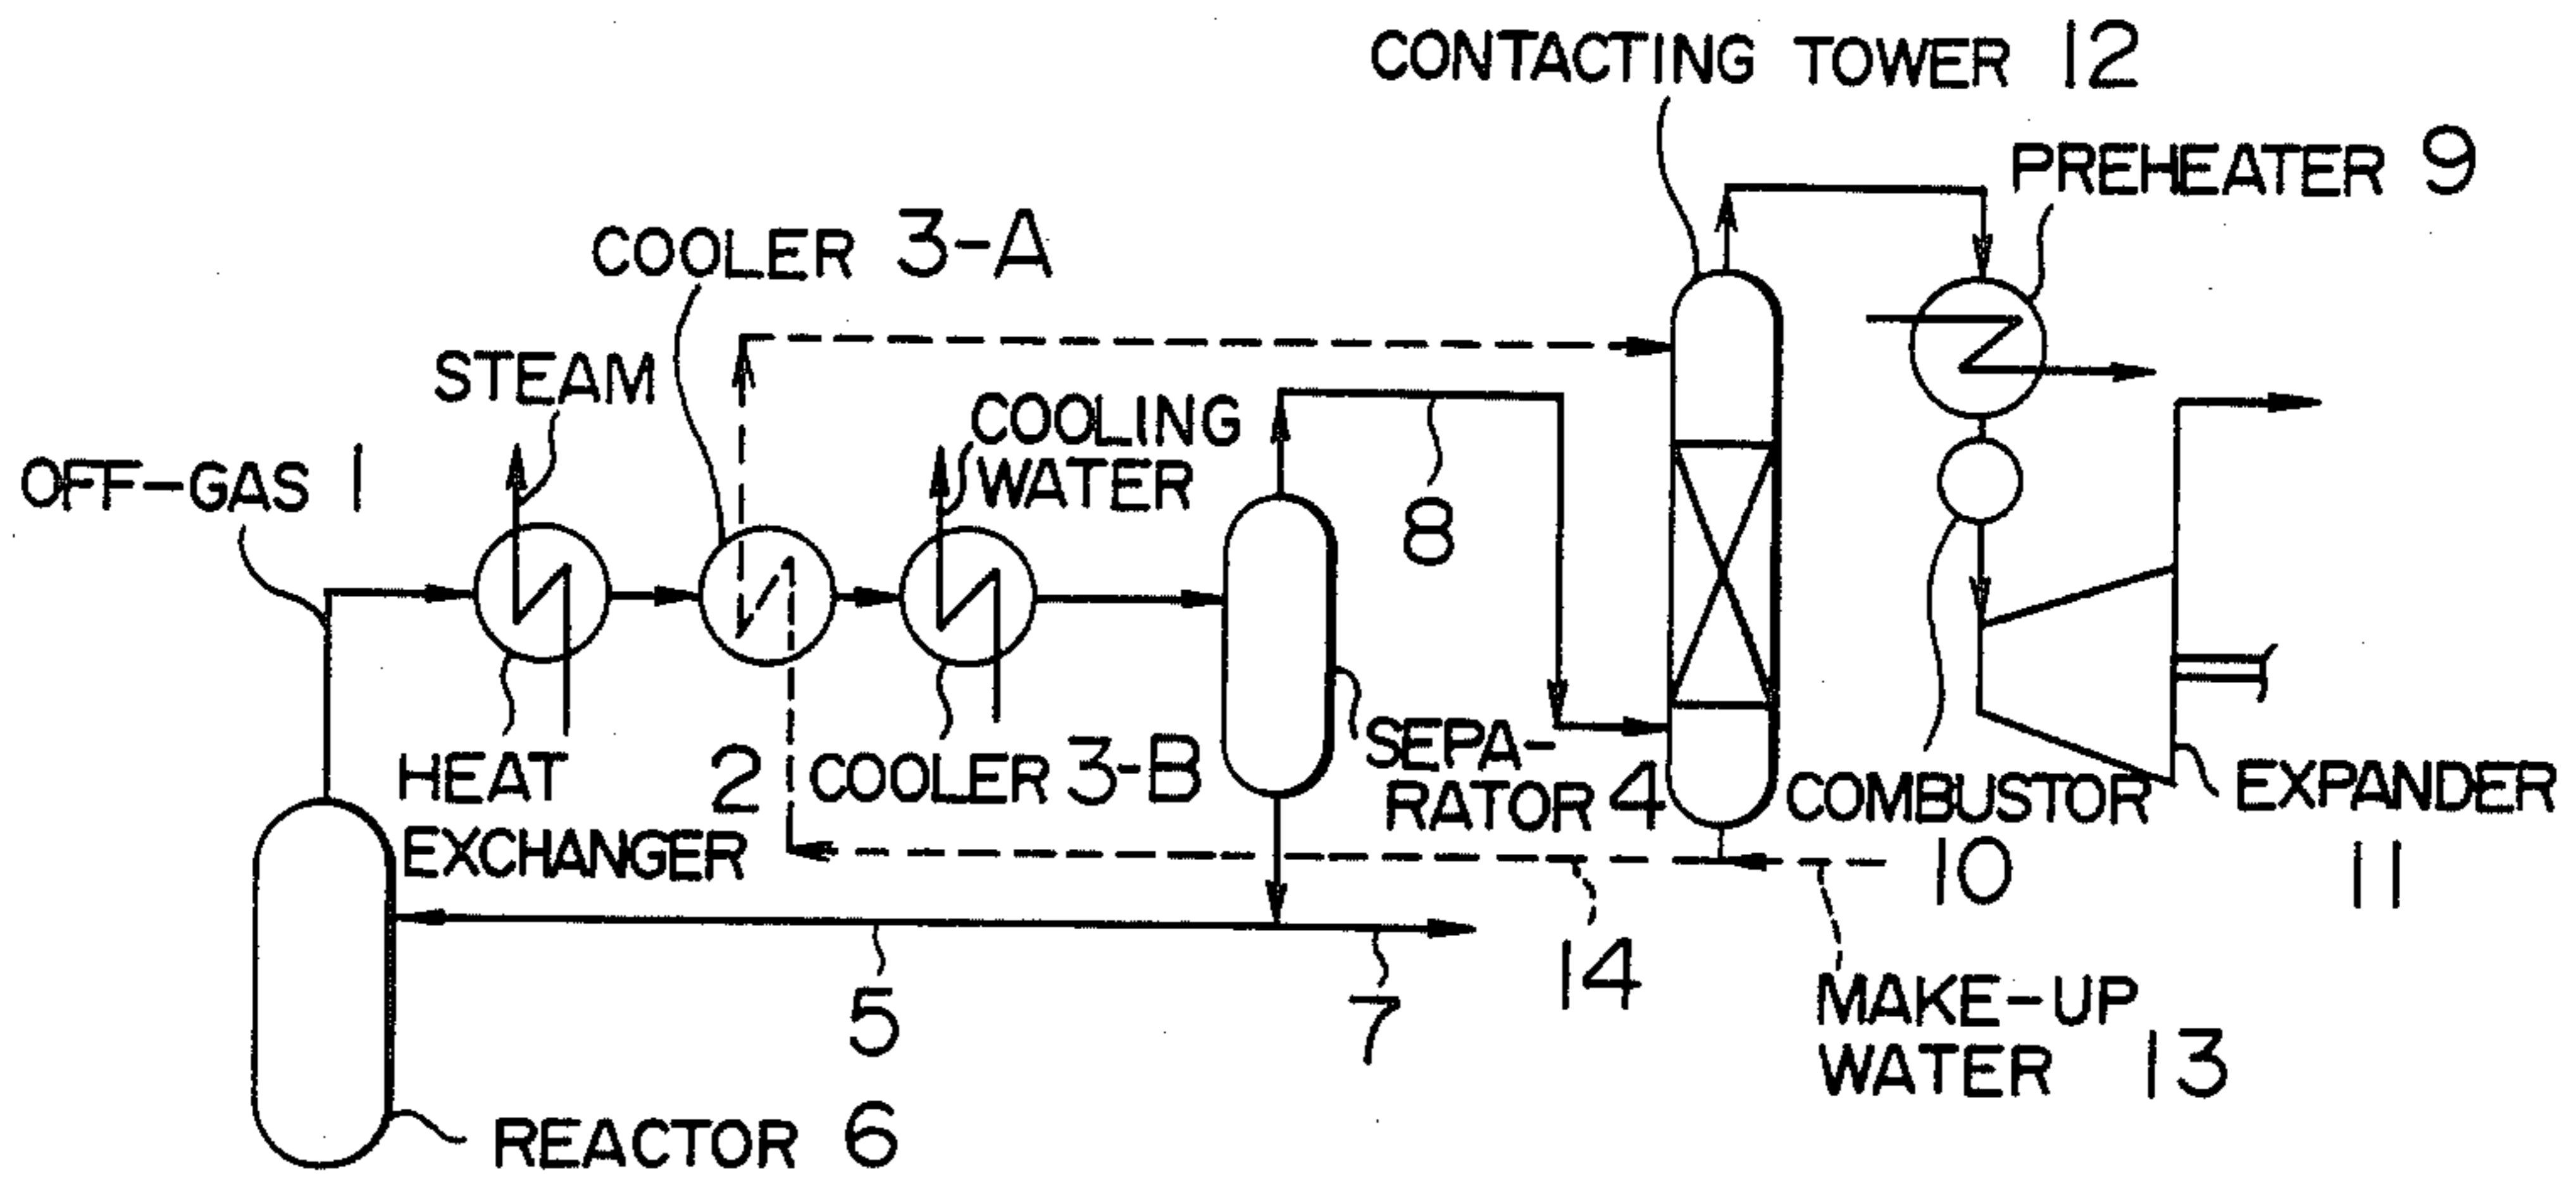 CONTACTING TOWER 12
PREHEATER 9
COOLER 3-A
STEAM
COOLING
WATER
OFF-GAS 1
8
HEAT
EXCHANGER
2
COOLER 3-B
SEPA-
RATOR 4
COMBUSTOR
10
EXPANDER
11
5
7
14
MAKE-UP
WATER 13
REACTOR 6